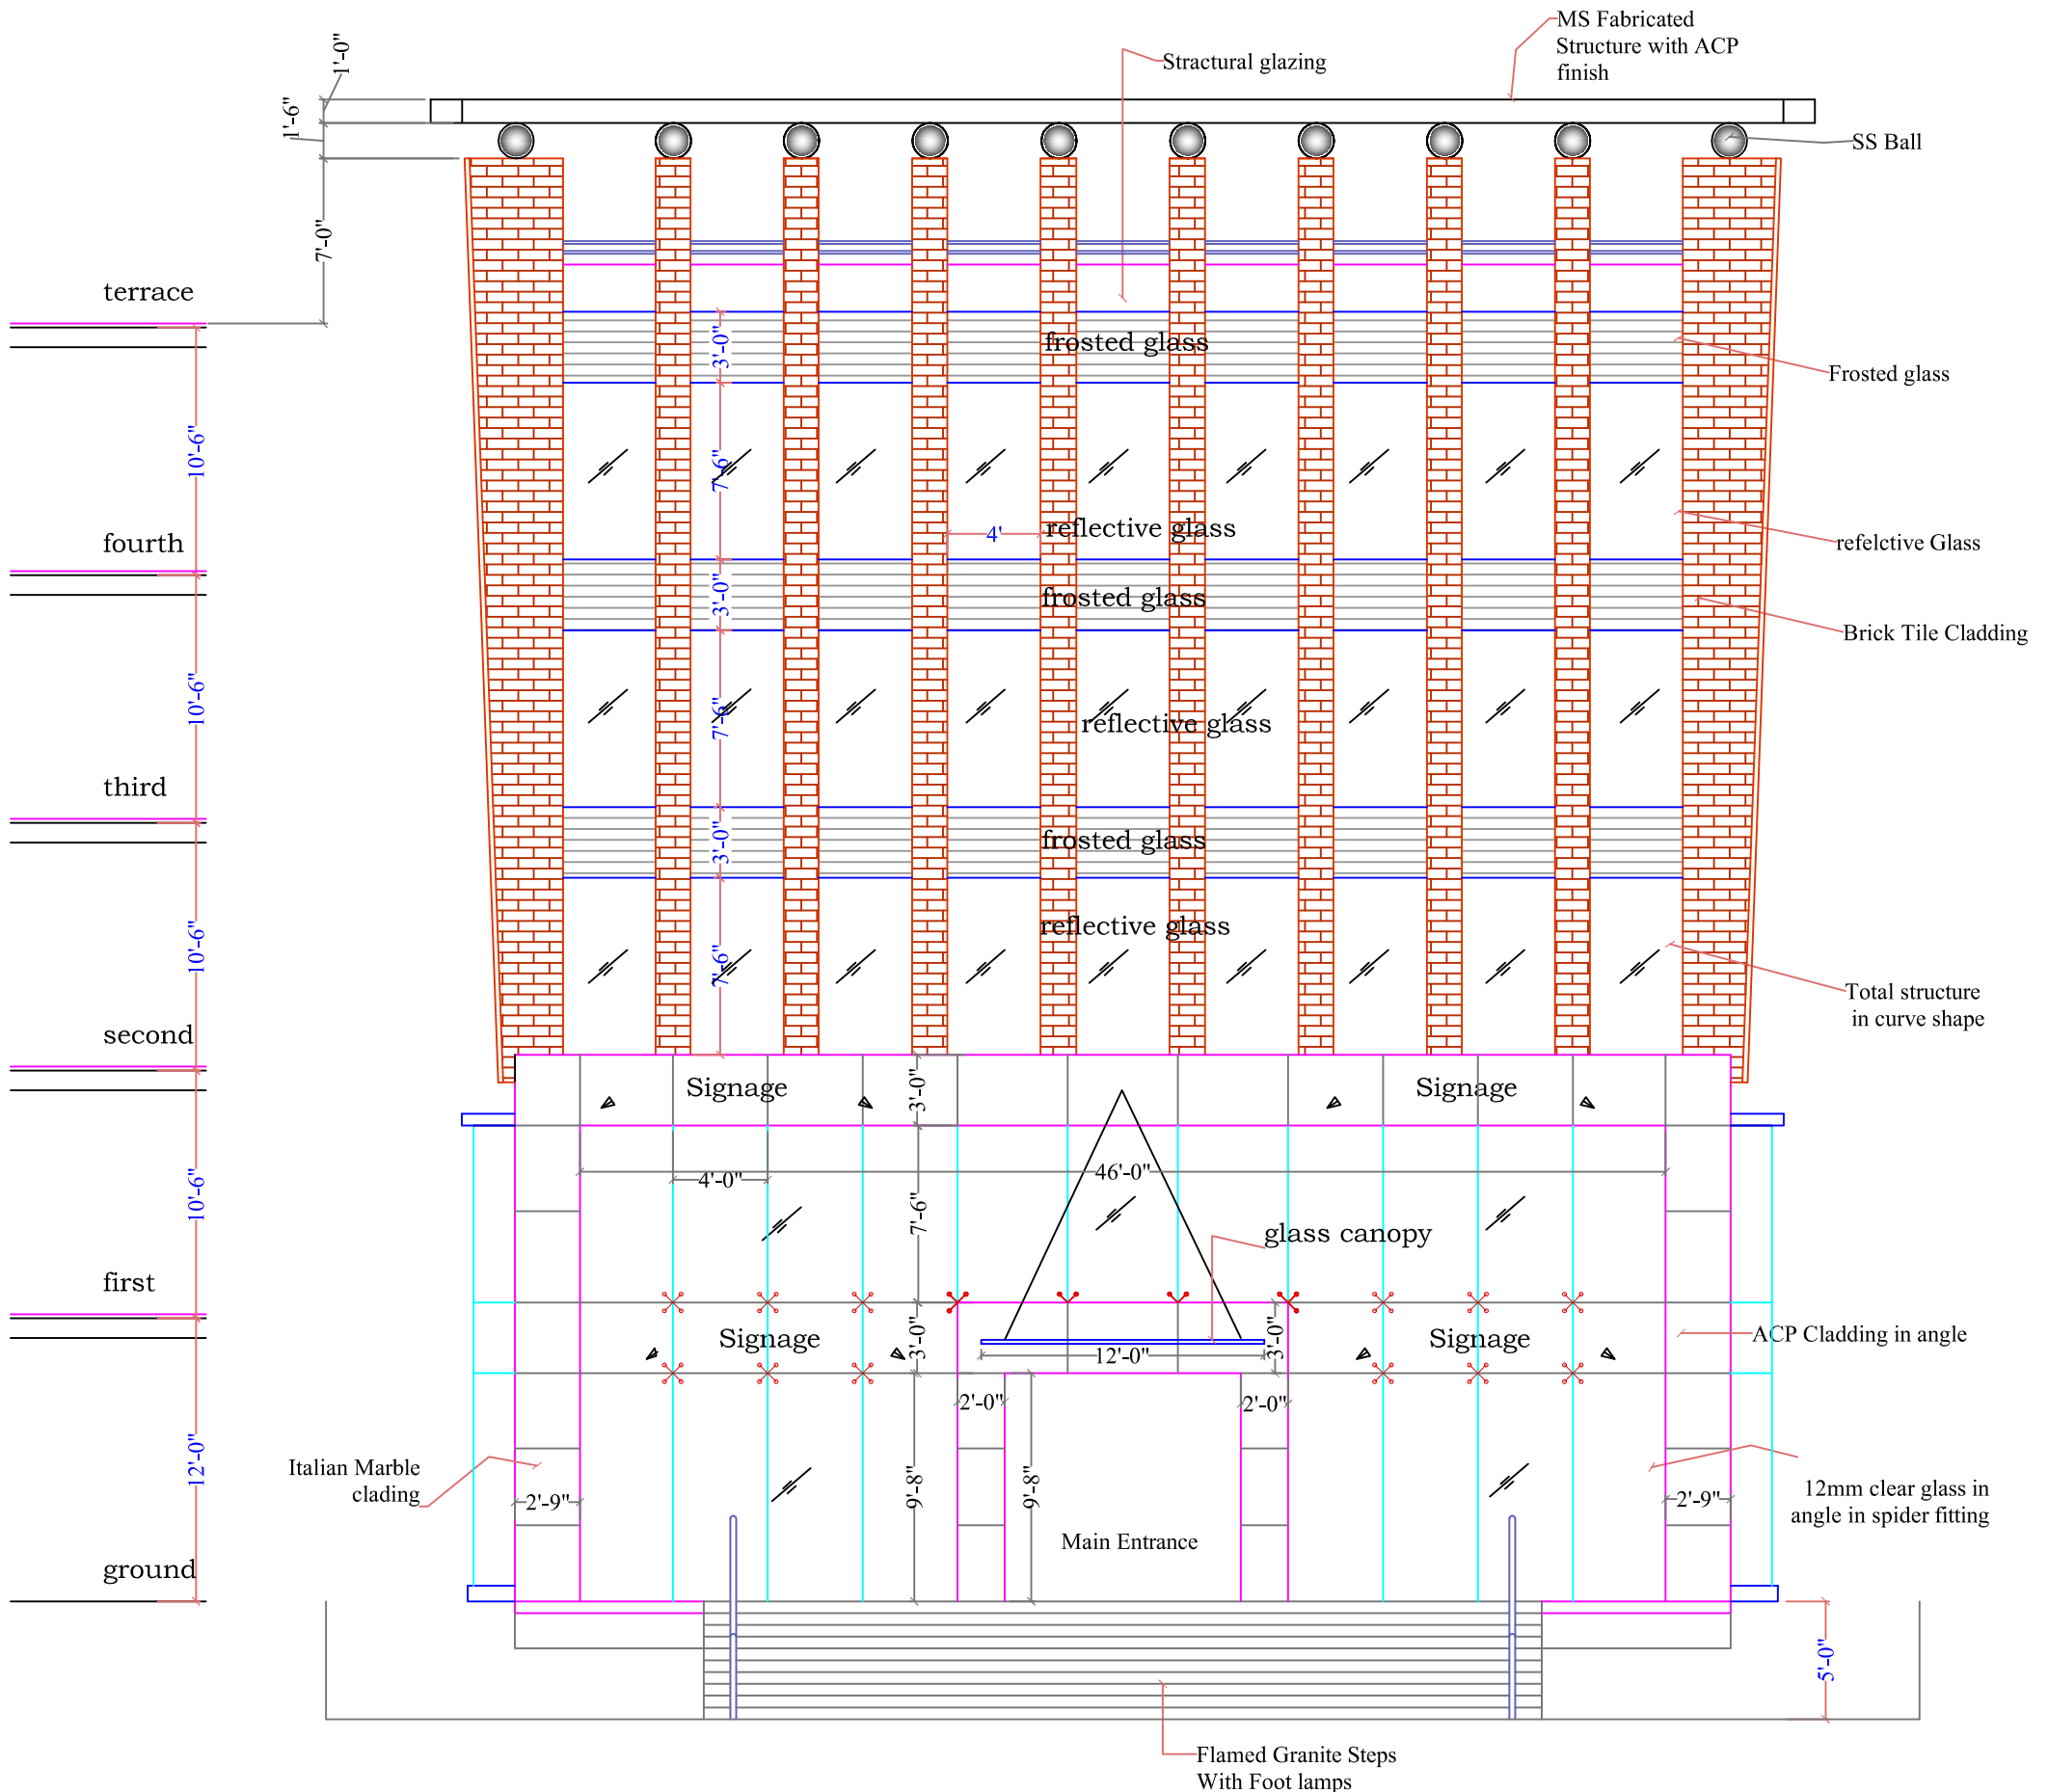 MS Fabricated
Structure with ACP
finish
Stractural glazing
1'-0"
1'-6"
SS Ball
7'-0"
terrace
3'-0"
frosted glass
Frosted glass
10'-6"
7'-6"
4'
reflective glass
fourth
refelctive Glass
3'-0"
frosted glass
Brick Tile Cladding
10'-6"
7'-6"
reflective glass
third
3'-0"
frosted glass
reflective glass
10'-6"
7'-6"
Total structure
in curve shape
second
Signage
3'-0"
Signage
4'-0"
46'-0"
10'-6"
7'-6"
glass canopy
first
Signage
3'-0"
12'-0"
3'-0"
Signage
ACP Cladding in angle
2'-0"
2'-0"
Italian Marble
clading
12'-0"
2'-9"
9'-8"
9'-8"
2'-9"
12mm clear glass in
angle in spider fitting
Main Entrance
ground
5'-0"
Flamed Granite Steps
With Foot lamps